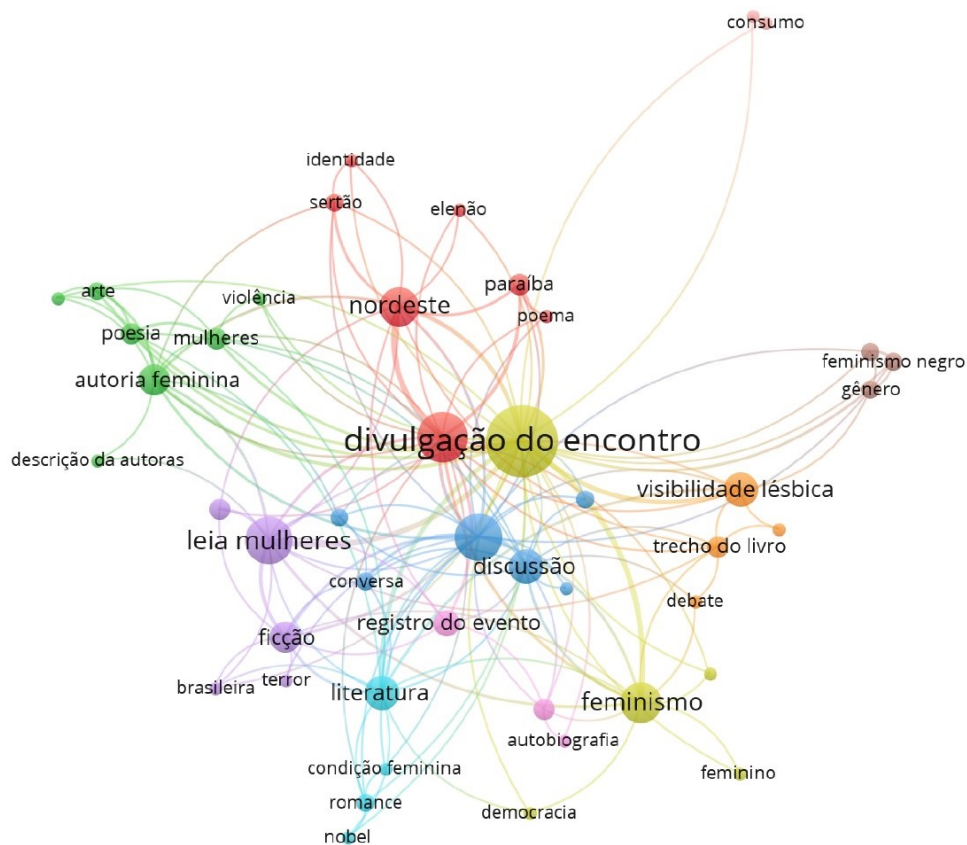 consumo
identidade
sertão
elenão
arte
violência
nordeste
paraíba
poesia
mulheres
poema
autoria feminina
feminismo negro
gênero
divulgação do encontro
descrição da autoras
visibilidade lésbica
leia mulheres
trecho do livro
discussão
conversa
debate
registro do evento
ficção
terror
brasileira
literatura
feminismo
autobiografia
condição feminina
feminino
romance
democracia
nobel